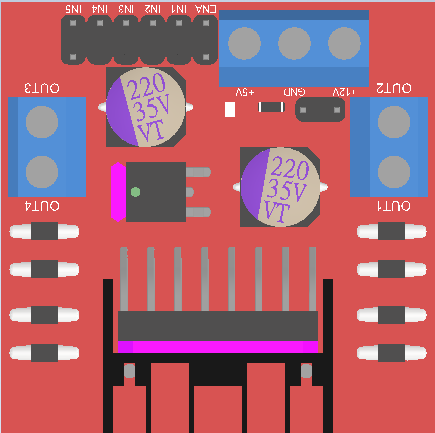 IN5 IN4 IN3 IN2 IN1 ENA
OUT3
+5V GND +12V
OUT2
220
35V
VT
220
35V
VT
OUT4
OUT1